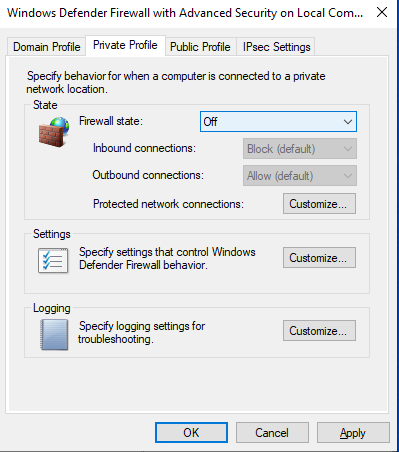 Windows Defender Firewall with Advanced Security on Local Com...
Domain Profile Private Profile Public Profile IPsec Settings
Specify behavior for when a computer is connected to a private
network location.
State
Firewall state: Off
Inbound connections: Block (default)
Outbound connections: Allow (default)
Protected network connections: Customize...
Settings
Specify settings that control Windows
Defender Firewall behavior.
Customize...
Logging
Specify logging settings for
troubleshooting.
Customize...
OK Cancel Apply